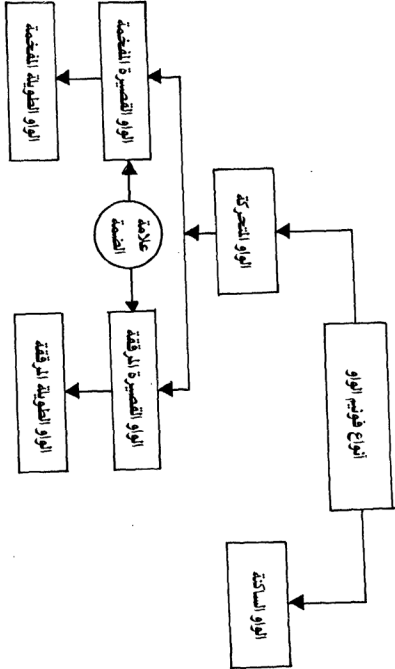 أنواع فونيم الواو
الواو المتحركة
الواو الساكنة
علامة
الضمة
الواو القصيرة المفخمة
الواو القصيرة المرققة
الواو الطويلة المفخمة
الواو الطويلة المرققة